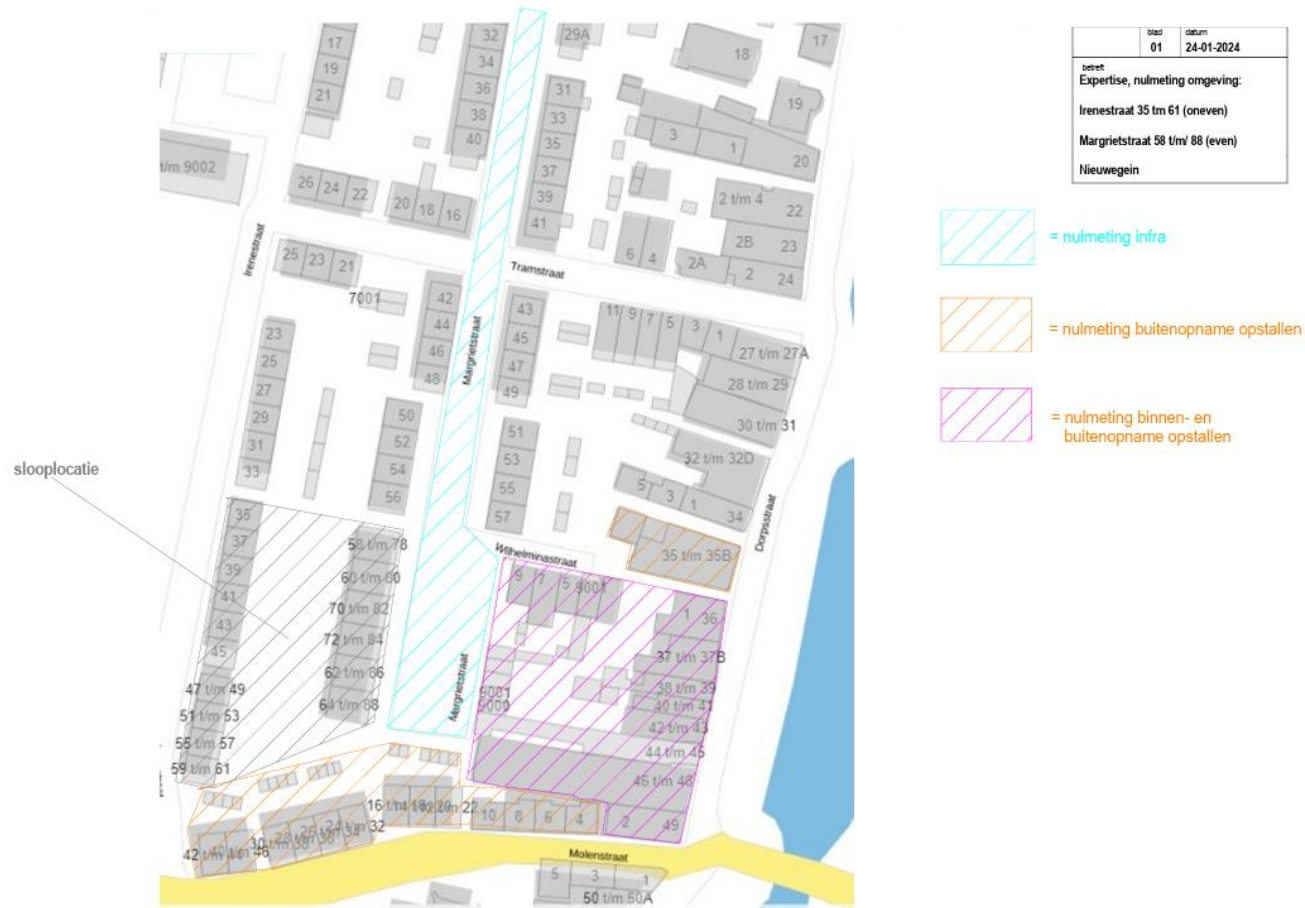 blad
datum
01
24-01-2024
betreft
Expertise, nulmeting omgeving:
Irenestraat 35 tm 61 (oneven)
Margrietstraat 58 t/m/ 88 (even)
Nieuwegein
= nulmeting infra
= nulmeting buitenopname opstallen
= nulmeting binnen- en
buitenopname opstallen
slooplocatie
17
19
21
32
34
36
38
40
29A
31
33
35
37
39
41
18
17
19
3
1
20
t/m 9002
26
24
22
20
18
16
2 t/m 4
22
2B
23
2A
2
24
6
4
Irenestraat
Tramstraat
25
23
21
7001
42
44
46
48
Margrietstraat
43
45
47
49
11
9
7
5
3
1
27 t/m 27A
28 t/m 29
30 t/m 31
23
25
27
29
31
33
50
52
54
56
51
53
55
57
32 t/m 32D
5
3
1
34
Dorpsstraat
35 t/m 35B
Wilhelminastraat
35
37
39
41
43
45
47 t/m 49
51 t/m 53
55 t/m 57
59 t/m 61
58 t/m 78
60 t/m 80
70 t/m 82
72 t/m 84
62 t/m 86
64 t/m 88
Margrietstraat
9
7
5
9001
1
36
37 t/m 37B
38 t/m 39
40 t/m 41
42 t/m 43
44 t/m 45
46 t/m 48
9001
9000
2
49
10
8
6
4
Molenstraat
5
3
1
50 t/m 50A